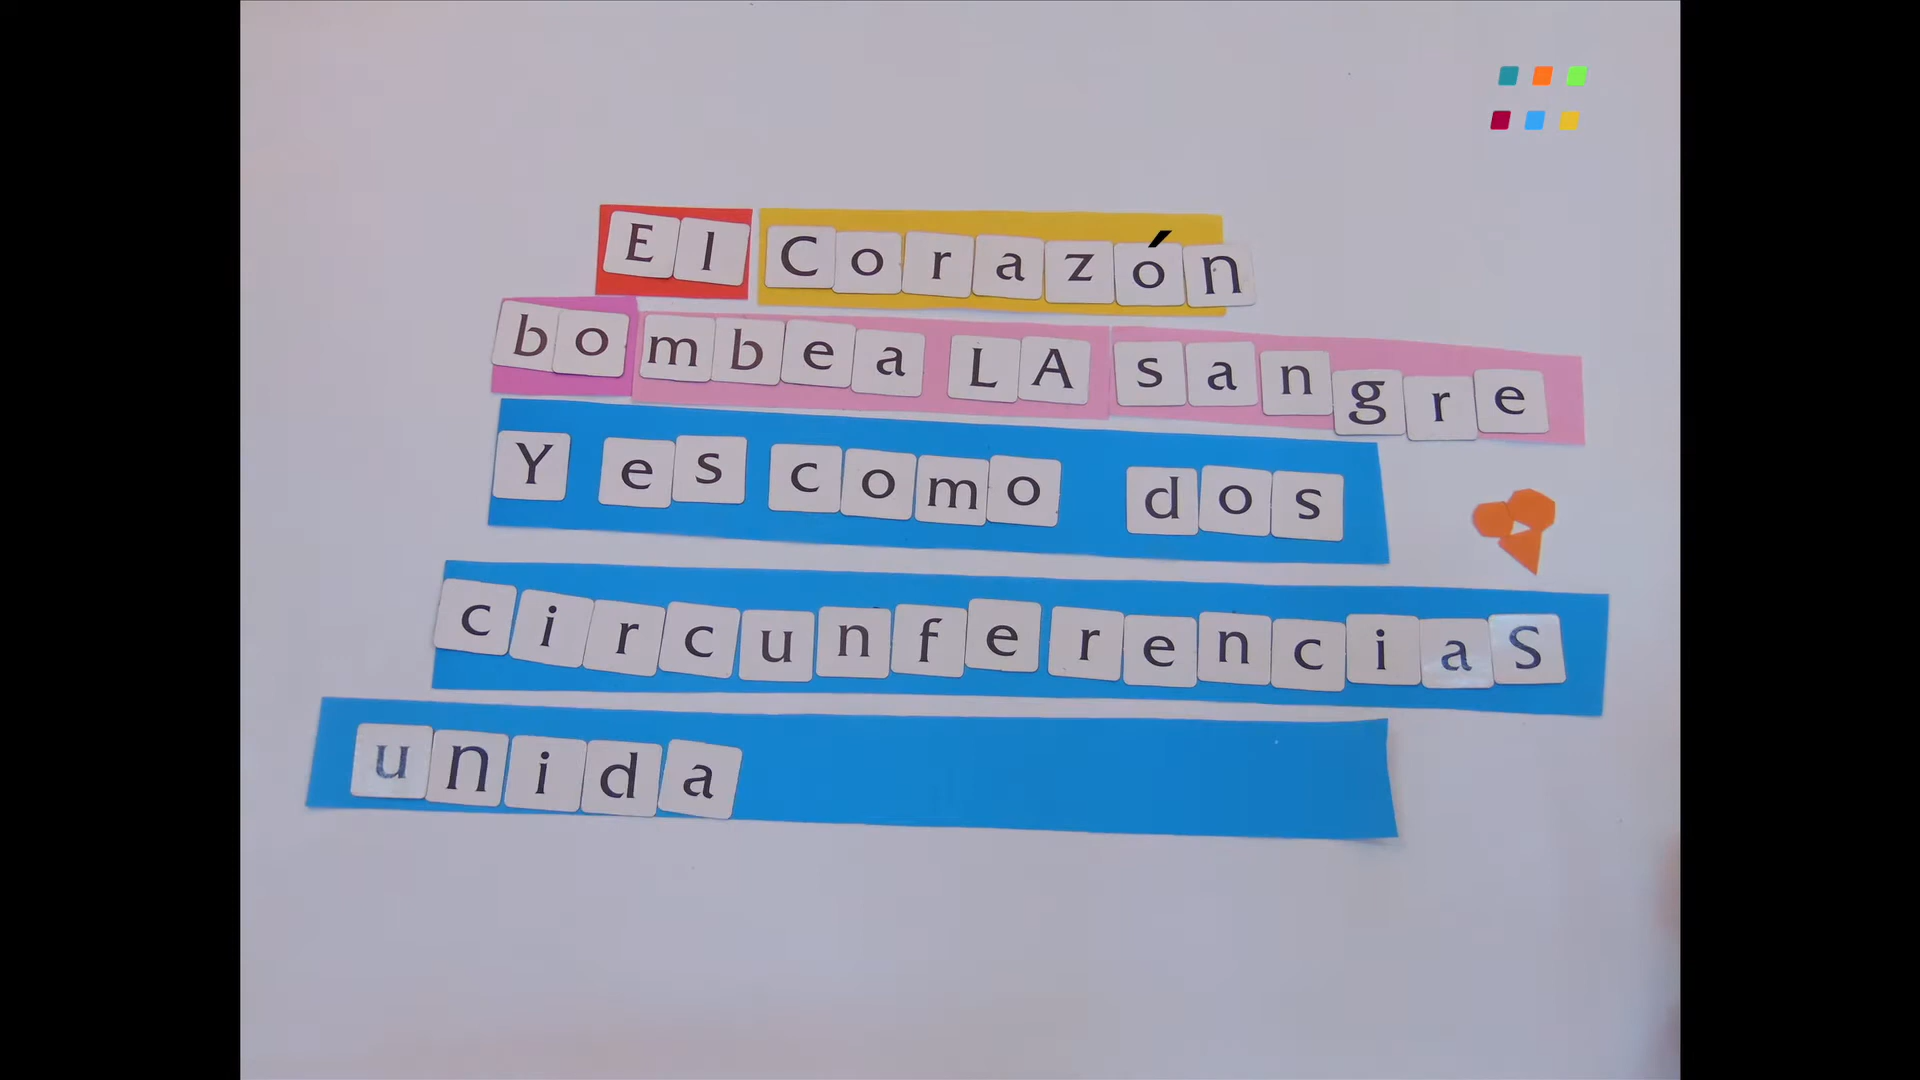 El Corazón
bombea LA sangre
Y es como dos
circunferenciaS
unida